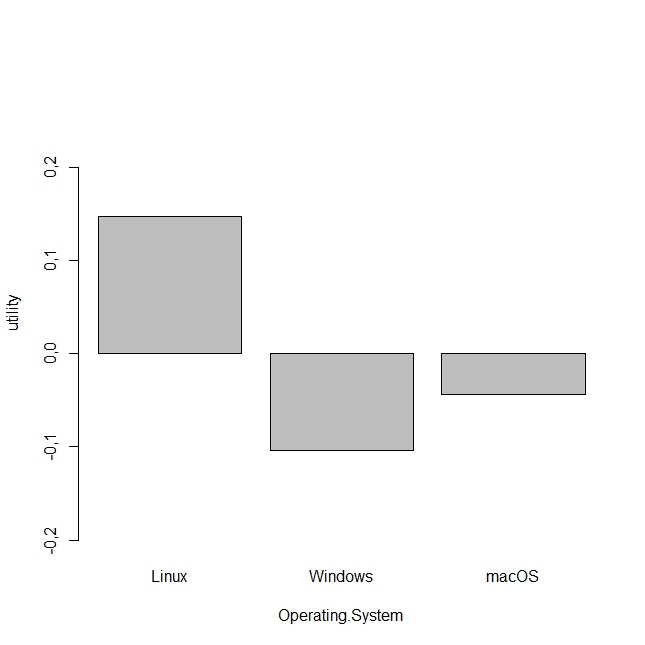 0,2
0,1
0,0
-0,1
-0,2
utility
Linux Windows macOS
Operating.System